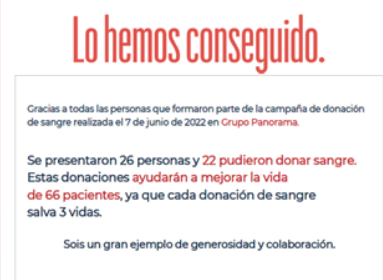 Lo hemos conseguido.
Gracias a todas las personas que formaron parte de la campaña de donación
de sangre realizada el 7 de junio de 2022 en Grupo Panorama.
Se presentaron 26 personas y 22 pudieron donar sangre.
Estas donaciones ayudarán a mejorar la vida
de 66 pacientes, ya que cada donación de sangre
salva 3 vidas.
Sois un gran ejemplo de generosidad y colaboración.